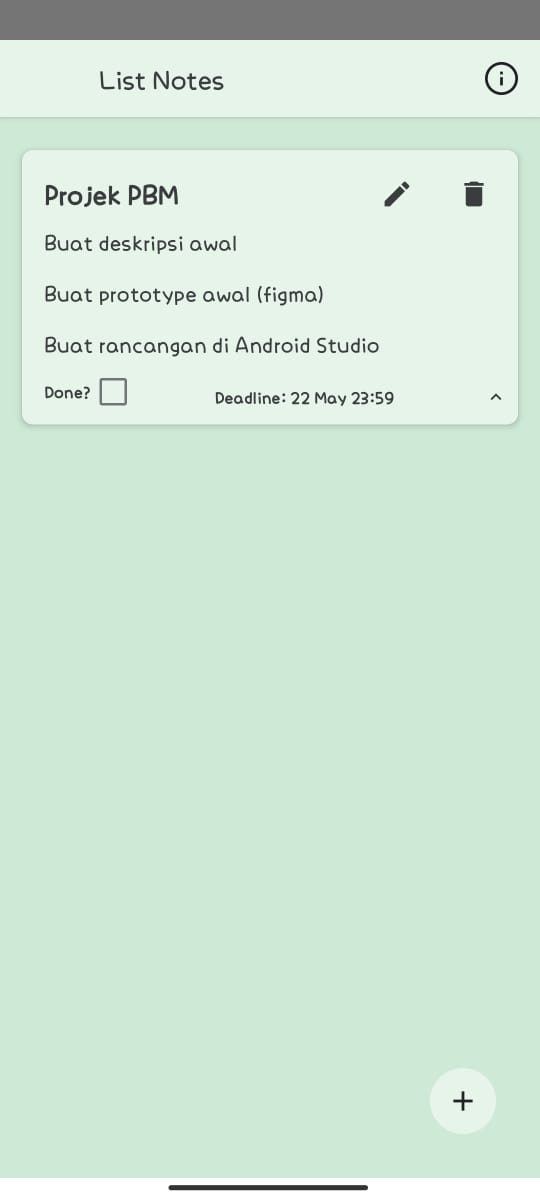 List Notes
Projek PBM
Buat deskripsi awal
Buat prototype awal (figma)
Buat rancangan di Android Studio
Done?
Deadline: 22 May 23:59